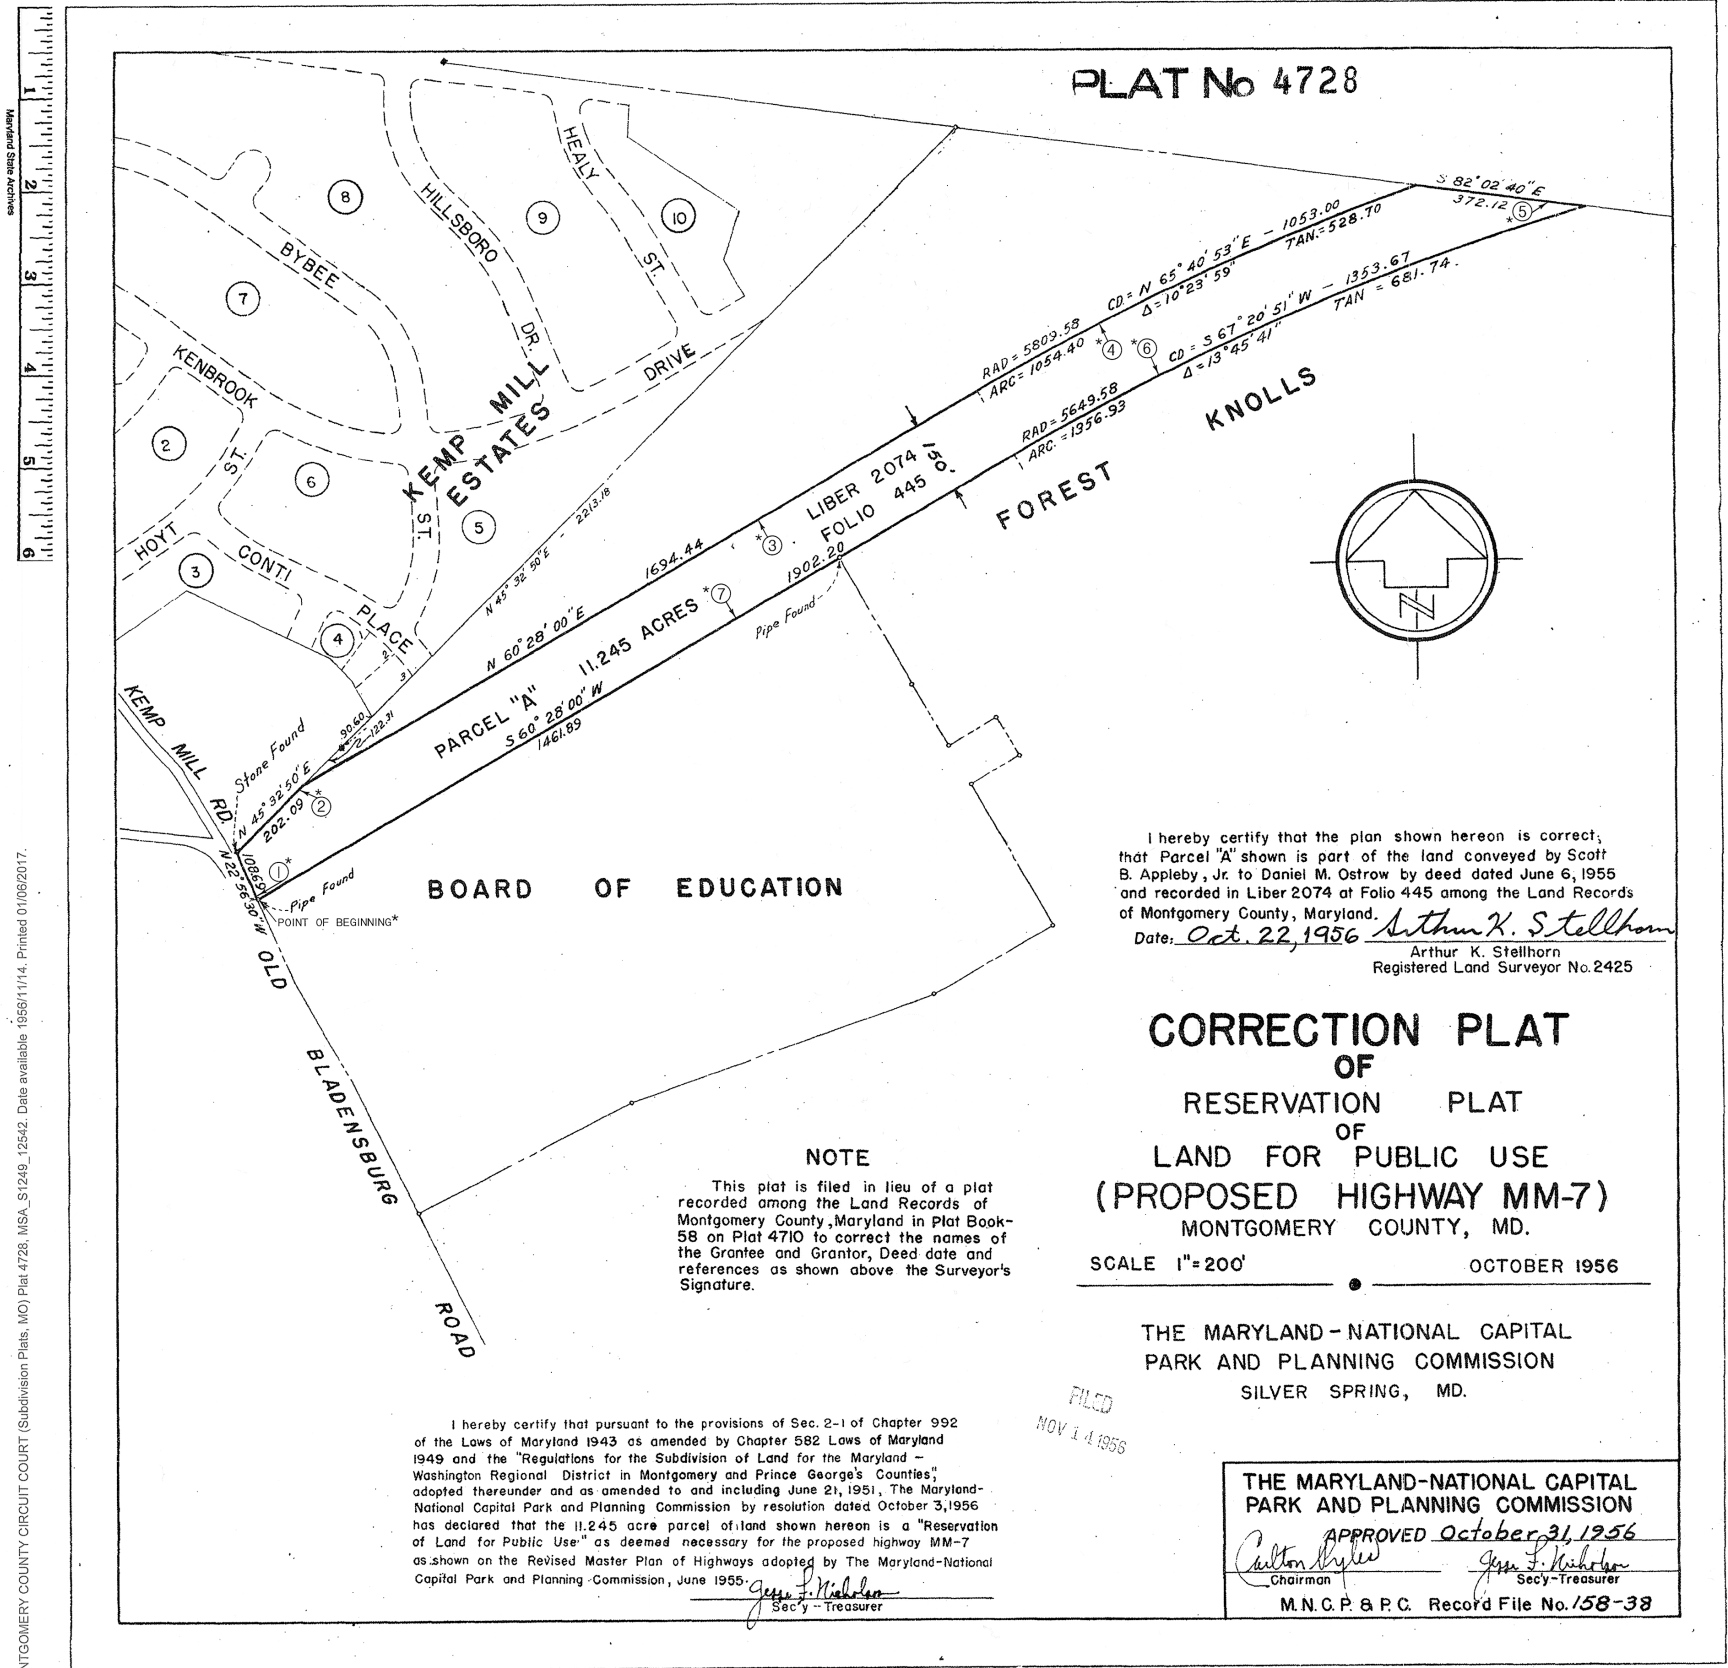 PLAT No 4728
1
2
3
4
5
6
Maryland State Archives
MONTGOMERY COUNTY CIRCUIT COURT (Subdivision Plats, MO) Plat 4728, MSA_S1249_12542. Date available 1956/11/14. Printed 01/06/2017.
8
9
10
HEALY
ST.
HILLSBORO
DR.
BYBEE
7
KENBROOK
ST.
DRIVE
KEMP MILL
ESTATES
2
ST.
6
5
HOYT
CONTI
PLACE
3
4
2
3
N 45° 32' 50" E - 2213.18
S 82° 02' 40" E
372.12
*5
CD = N 65° 40' 53" E - 1053.00
Δ = 10° 23' 59"
TAN. = 528.70
RAD = 5809.58
ARC = 1054.40
*4
*6
CD = S 67° 20' 51" W - 1353.67
Δ = 13° 45' 41"
TAN = 681.74
RAD = 5649.58
ARC. = 1356.93
FOREST KNOLLS
150'
LIBER 2074
FOLIO 445
*3
1694.44
N 60° 28' 00" E
1902.20
Pipe Found
*7
PARCEL "A" 11.245 ACRES
S 60° 28' 00" W
1461.89
90.60
122.31
KEMP MILL RD.
Stone Found
N 45° 32' 50" E
202.09
*2
108.69
N 22° 56' 30" W
1*
Pipe Found
POINT OF BEGINNING*
BOARD OF EDUCATION
OLD BLADENSBURG ROAD
N
I hereby certify that the plan shown hereon is correct;
that Parcel "A" shown is part of the land conveyed by Scott
B. Appleby, Jr. to Daniel M. Ostrow by deed dated June 6, 1955
and recorded in Liber 2074 at Folio 445 among the Land Records
of Montgomery County, Maryland.
Date: Oct. 22, 1956 Arthur K. Stellhorn
Arthur K. Stellhorn
Registered Land Surveyor No. 2425
CORRECTION PLAT
OF
RESERVATION PLAT
OF
LAND FOR PUBLIC USE
(PROPOSED HIGHWAY MM-7)
MONTGOMERY COUNTY, MD.
SCALE 1"=200' OCTOBER 1956
THE MARYLAND-NATIONAL CAPITAL
PARK AND PLANNING COMMISSION
SILVER SPRING, MD.
NOTE
This plat is filed in lieu of a plat
recorded among the Land Records of
Montgomery County, Maryland in Plat Book-
58 on Plat 4710 to correct the names of
the Grantee and Grantor, Deed date and
references as shown above the Surveyor's
Signature.
FILED
NOV 14 1956
I hereby certify that pursuant to the provisions of Sec. 2-1 of Chapter 992
of the Laws of Maryland 1943 as amended by Chapter 582 Laws of Maryland
1949 and the "Regulations for the Subdivision of Land for the Maryland -
Washington Regional District in Montgomery and Prince George's Counties",
adopted thereunder and as amended to and including June 21, 1951, The Maryland-
National Capital Park and Planning Commission by resolution dated October 3, 1956
has declared that the 11.245 acre parcel of land shown hereon is a "Reservation
of Land for Public Use" as deemed necessary for the proposed highway MM-7
as shown on the Revised Master Plan of Highways adopted by The Maryland-National
Capital Park and Planning Commission, June 1955.
Jesse F. Nicholson
Sec'y - Treasurer
THE MARYLAND-NATIONAL CAPITAL
PARK AND PLANNING COMMISSION
APPROVED October 31, 1956
Jesse F. Nicholson
Chairman Sec'y-Treasurer
M.N.C.P. & P.C. Record File No. 158-38